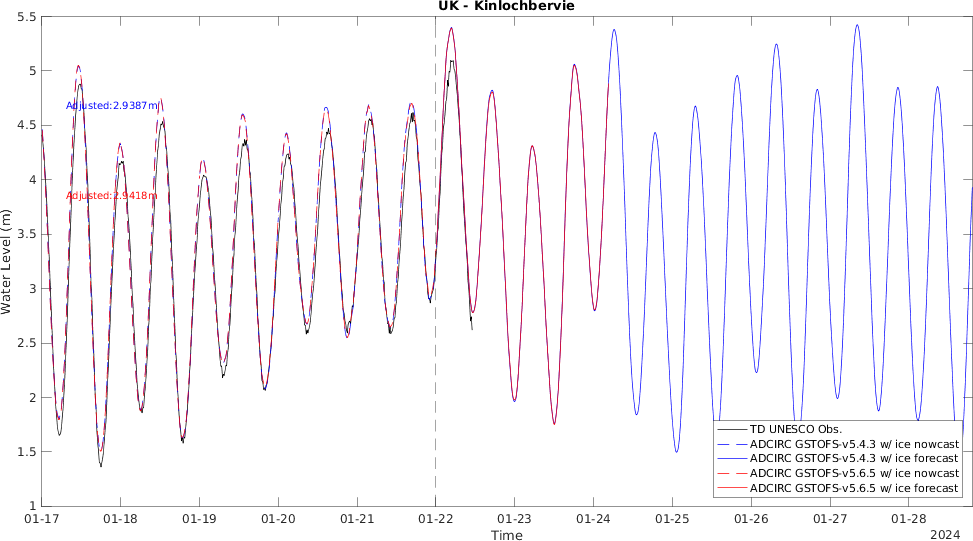 UK - Kinlochbervie
5.5
5
4.5
4
3.5
3
2.5
2
1.5
1
Water Level (m)
Adjusted:2.9387m
Adjusted:2.9418m
TD UNESCO Obs.
ADCIRC GSTOFS-v5.4.3 w/ ice nowcast
ADCIRC GSTOFS-v5.4.3 w/ ice forecast
ADCIRC GSTOFS-v5.6.5 w/ ice nowcast
ADCIRC GSTOFS-v5.6.5 w/ ice forecast
01-17 01-18 01-19 01-20 01-21 01-22 01-23 01-24 01-25 01-26 01-27 01-28
Time
2024